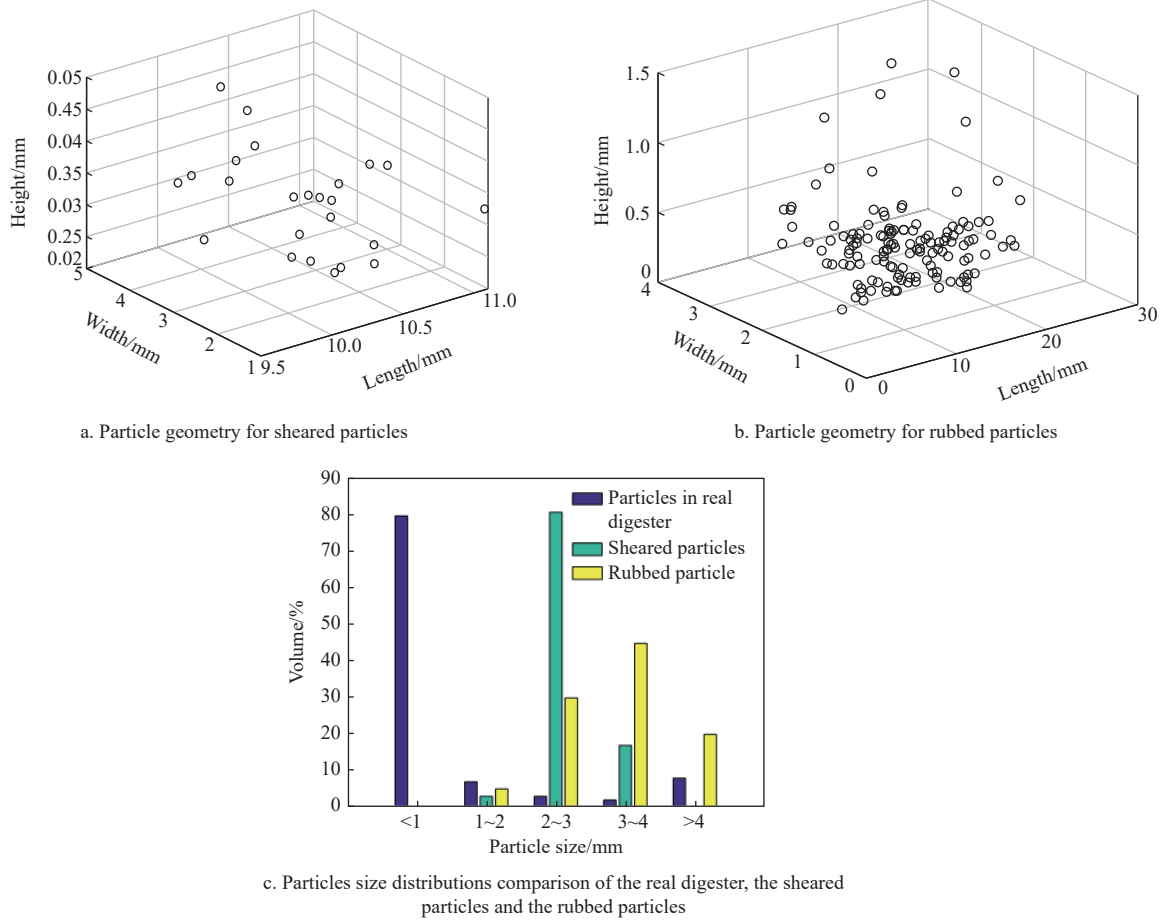 0.05
0.45
0.04
0.35
0.03
0.25
0.02
Height/mm
5
4
3
2
1
Width/mm
9.5
10.0
10.5
11.0
Length/mm
a. Particle geometry for sheared particles
1.5
1.0
0.5
0
Height/mm
4
3
2
1
0
Width/mm
0
10
20
30
Length/mm
b. Particle geometry for rubbed particles
90
80
70
60
50
40
30
20
10
0
Volume/%
Particles in real
digester
Sheared particles
Rubbed particle
<1
1~2
2~3
3~4
>4
Particle size/mm
c. Particles size distributions comparison of the real digester, the sheared
particles and the rubbed particles